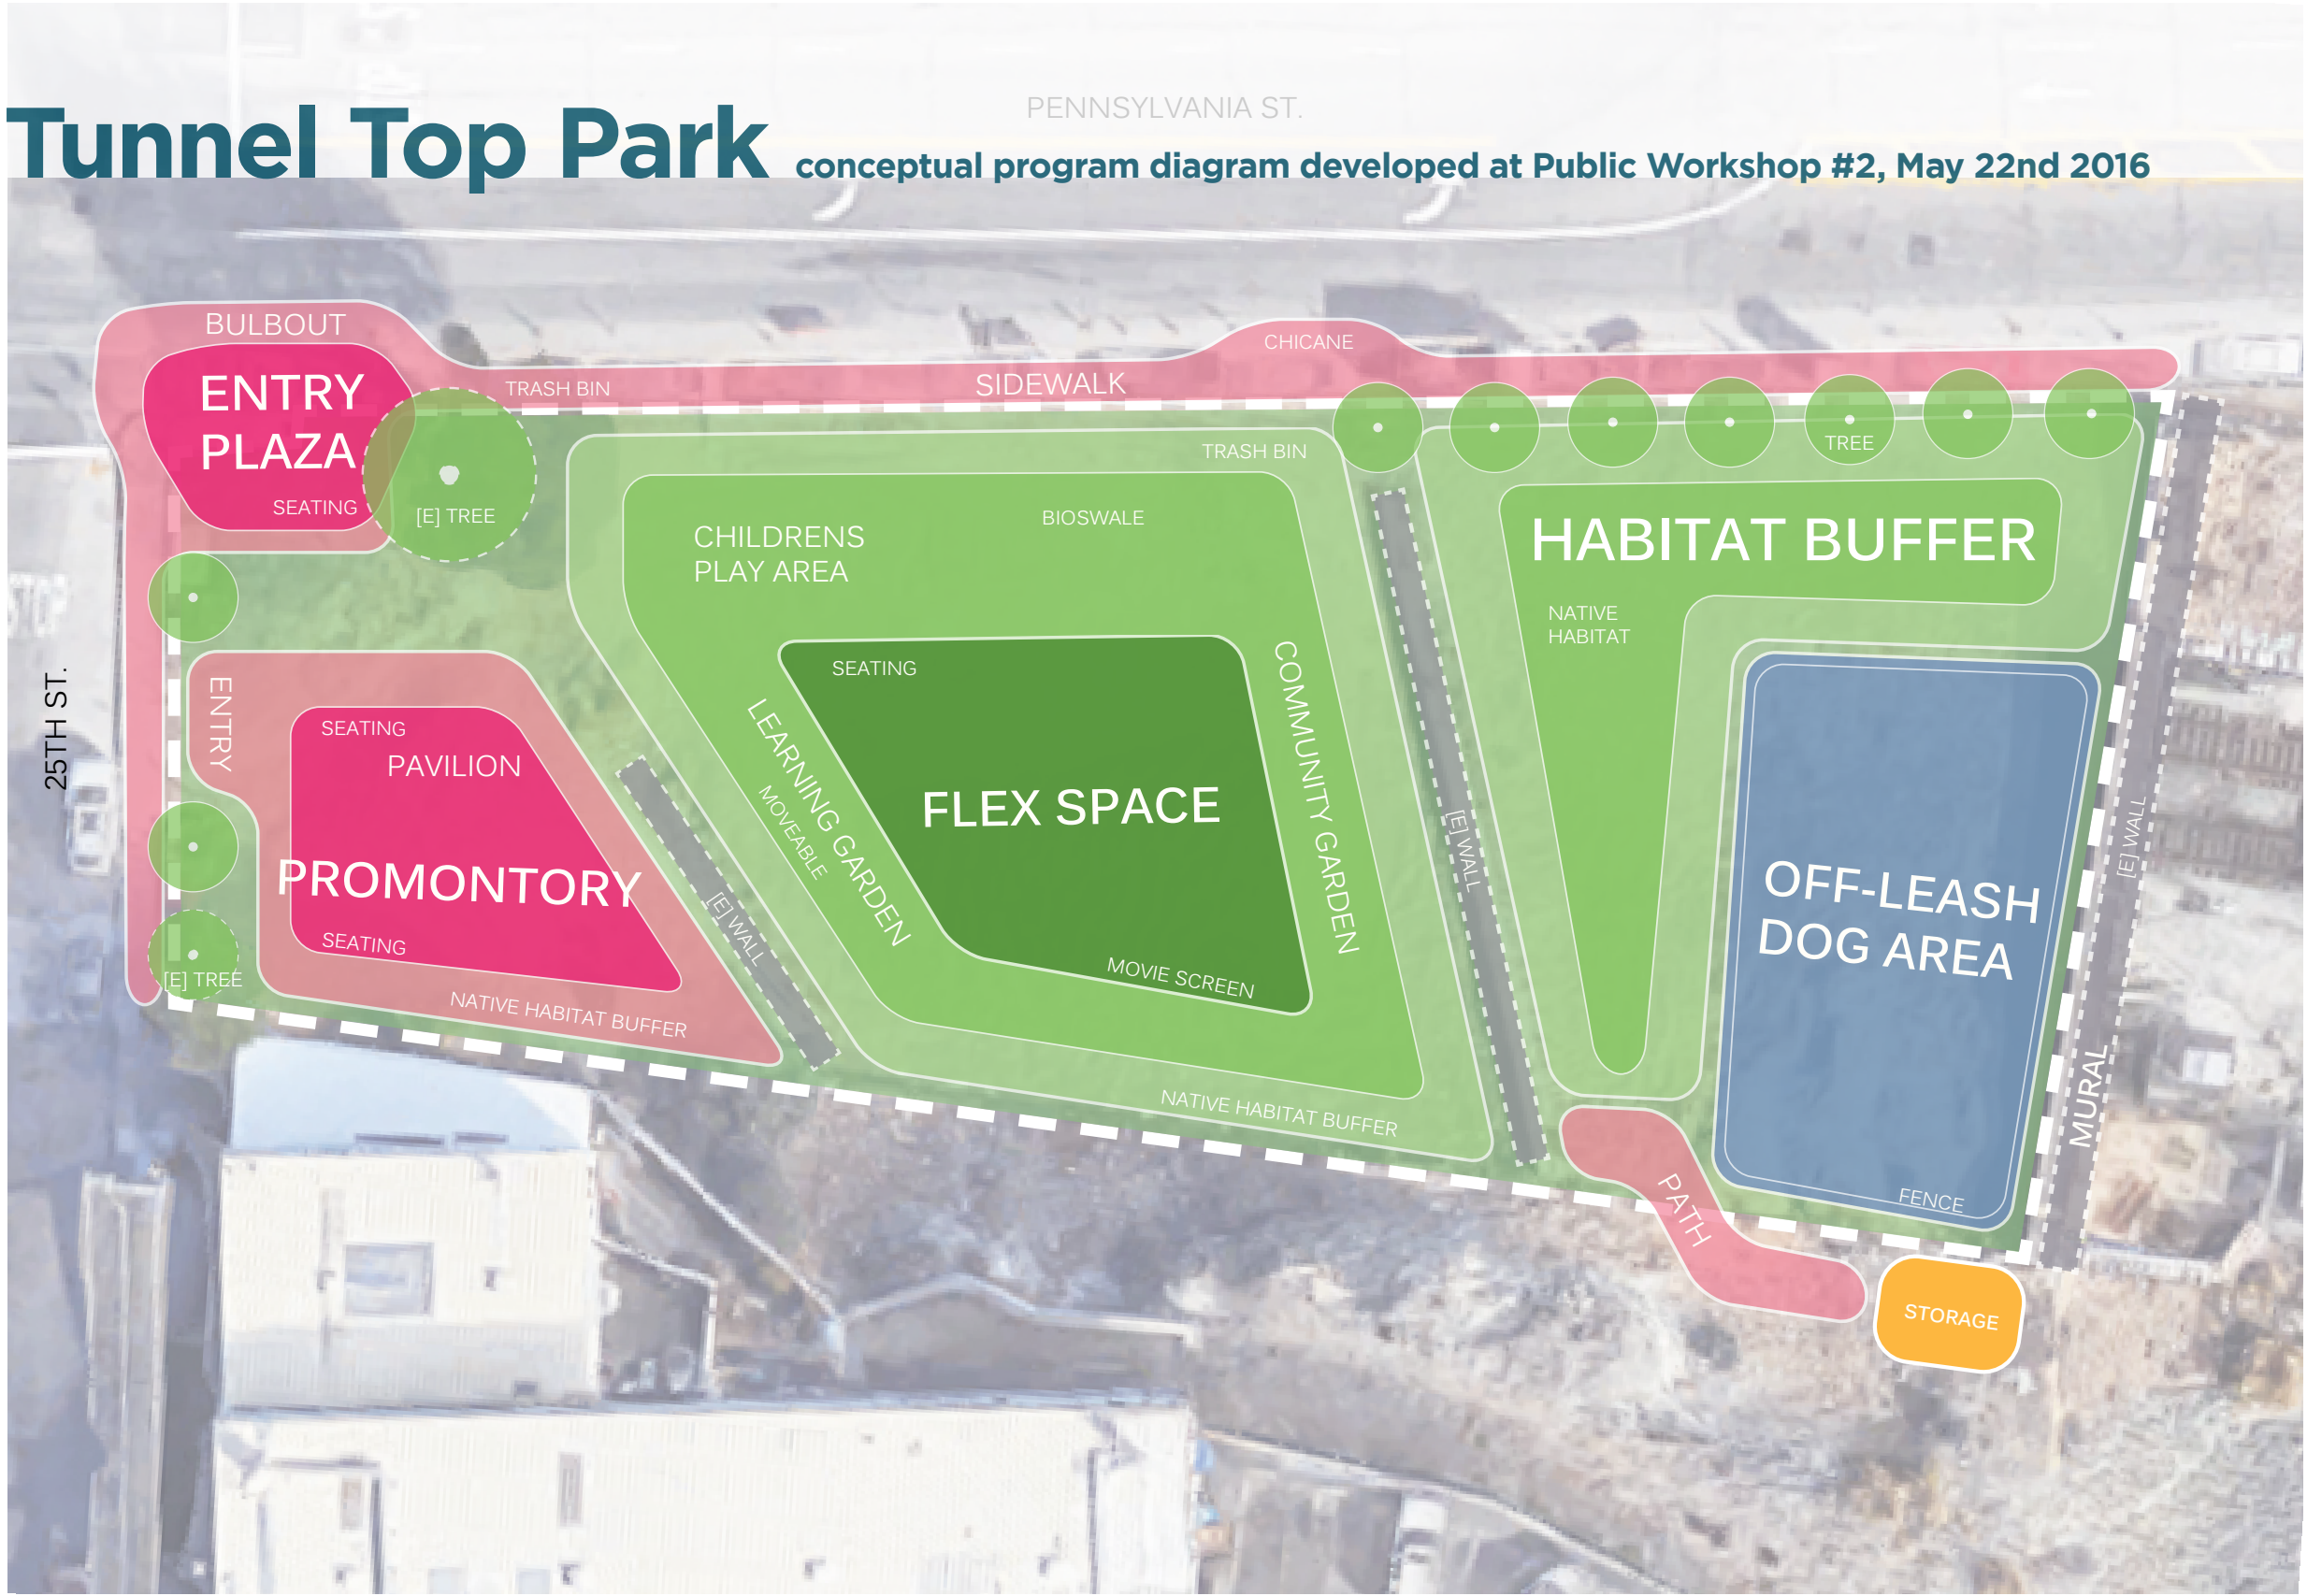 PENNSYLVANIA ST.
Tunnel Top Park conceptual program diagram developed at Public Workshop #2, May 22nd 2016
BULBOUT
ENTRY
PLAZA
SEATING
[E] TREE
TRASH BIN
SIDEWALK
CHICANE
TRASH BIN
TREE
CHILDRENS
PLAY AREA
BIOSWALE
HABITAT BUFFER
NATIVE
HABITAT
25TH ST.
ENTRY
SEATING
PAVILION
PROMONTORY
SEATING
[E] TREE
NATIVE HABITAT BUFFER
[E] WALL
LEARNING GARDEN
MOVEABLE
SEATING
FLEX SPACE
MOVIE SCREEN
COMMUNITY GARDEN
NATIVE HABITAT BUFFER
[E] WALL
OFF-LEASH
DOG AREA
FENCE
[E] WALL
MURAL
PATH
STORAGE